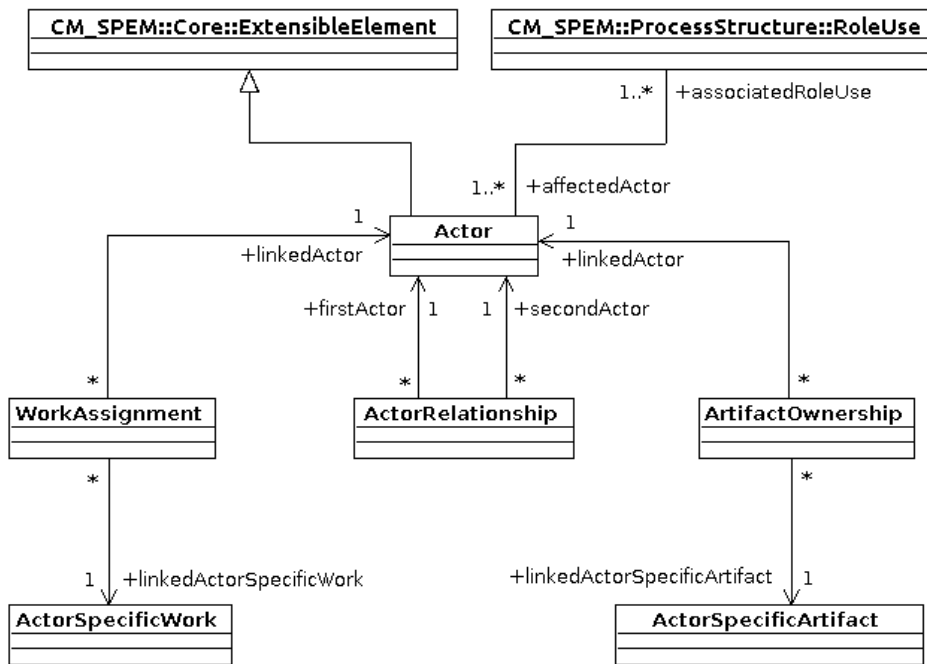 CM_SPEM::Core::ExtensibleElement
CM_SPEM::ProcessStructure::RoleUse
1..* +associatedRoleUse
1..* +affectedActor
1
Actor
1
+linkedActor
+linkedActor
+firstActor 1
1 +secondActor
*
*
*
*
WorkAssignment
ActorRelationship
ArtifactOwnership
*
*
1 +linkedActorSpecificWork
+linkedActorSpecificArtifact 1
ActorSpecificWork
ActorSpecificArtifact